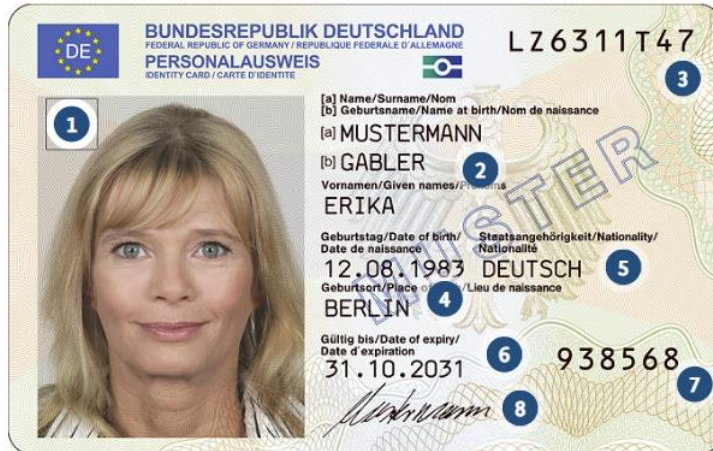 BUNDESREPUBLIK DEUTSCHLAND
FEDERAL REPUBLIC OF GERMANY / REPUBLIQUE FEDERALE D'ALLEMAGNE
PERSONALAUSWEIS
IDENTITY CARD / CARTE D'IDENTITE
DE
LZ6311T47
3
1
[a] Name/Surname/Nom
[b] Geburtsname/Name at birth/Nom de naissance
[a] MUSTERMANN
[b] GABLER
2
Vornamen/Given names/
ERIKA
MUSTER
Geburtstag/Date of birth/
Date de naissance
Staatsangehörigkeit/Nationality/
Nationalité
12.08.1983 DEUTSCH
5
Geburtsort/Place /Lieu de naissance
BERLIN
4
Gültig bis/Date of expiry/
Date d'expiration
31.10.2031
6
938568
7
Mustermann
8